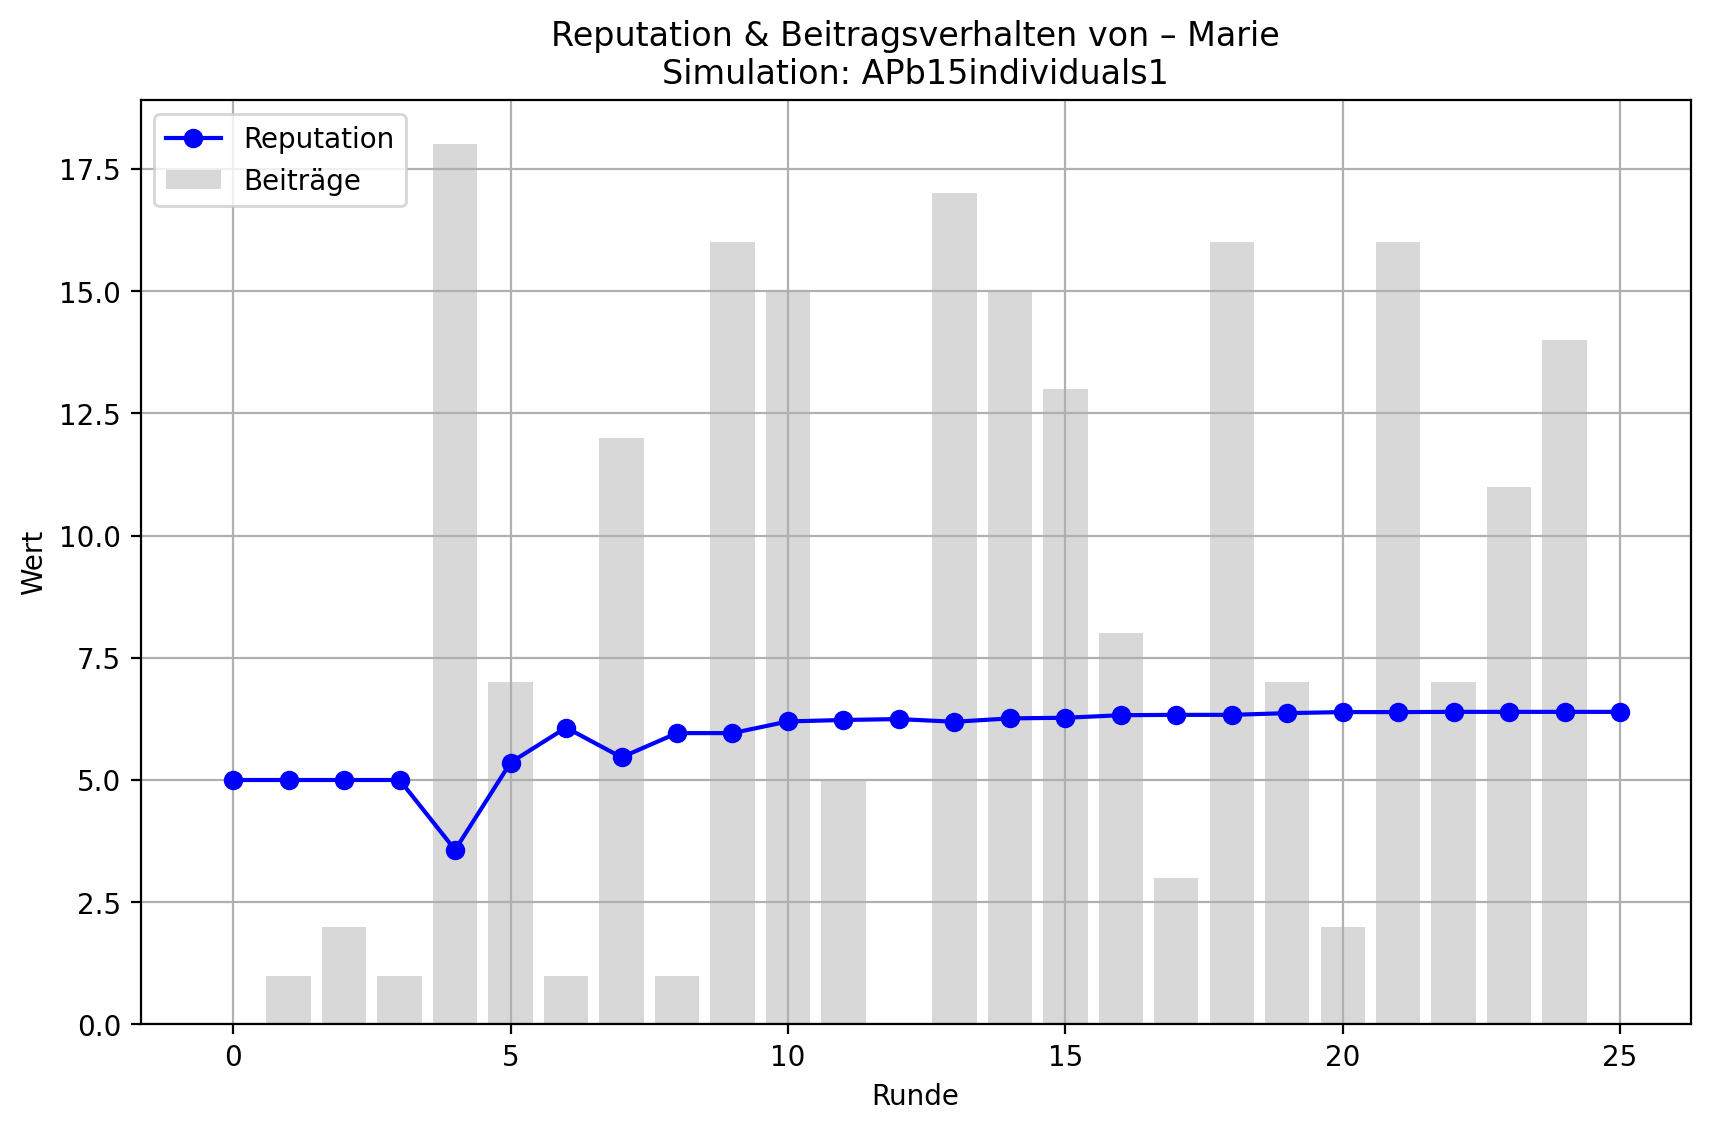 Reputation & Beitragsverhalten von – Marie
Simulation: APb15individuals1
Reputation
Beiträge
17.5
15.0
12.5
10.0
7.5
5.0
2.5
0.0
Wert
0 5 10 15 20 25
Runde